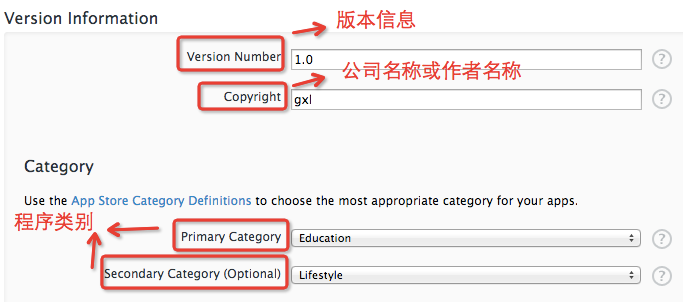 Version Information
版本信息
Version Number 1.0 ?
公司名称或作者名称
Copyright gxl ?
Category
Use the App Store Category Definitions to choose the most appropriate category for your apps.
程序类别
Primary Category Education ?
Secondary Category (Optional) Lifestyle ?